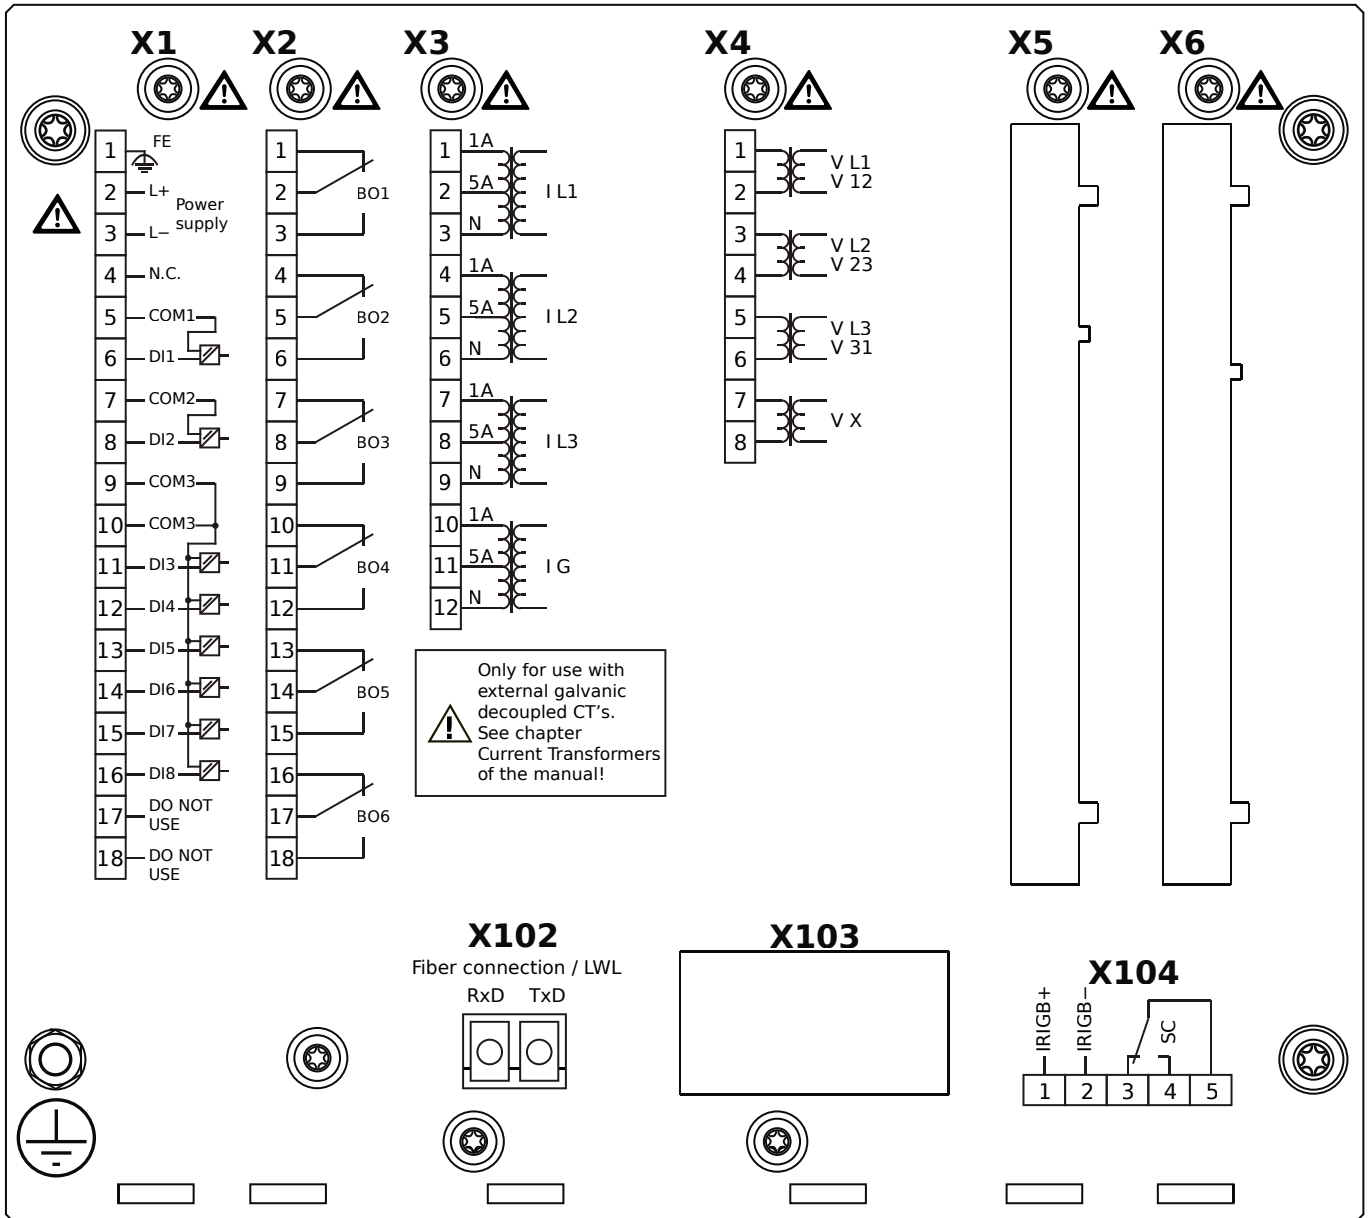 X1
X2
X3
X4
X5
X6
1 FE
2 L+
Power
supply
3 L−
4 N.C.
5 COM1
6 DI1
7 COM2
8 DI2
9 COM3
10 COM3
11 DI3
12 DI4
13 DI5
14 DI6
15 DI7
16 DI8
17 DO NOT
USE
18 DO NOT
USE
1
2 BO1
3
4
5 BO2
6
7
8 BO3
9
10
11 BO4
12
13
14 BO5
15
16
17 BO6
18
1 1A
2 5A I L1
3 N
4 1A
5 5A I L2
6 N
7 1A
8 5A I L3
9 N
10 1A
11 5A I G
12 N
Only for use with
external galvanic
decoupled CT's.
See chapter
Current Transformers
of the manual!
1 V L1
2 V 12
3 V L2
4 V 23
5 V L3
6 V 31
7
V X
8
X102
Fiber connection / LWL
RxD TxD
X103
X104
IRIGB+
IRIGB−
SC
1 2 3 4 5